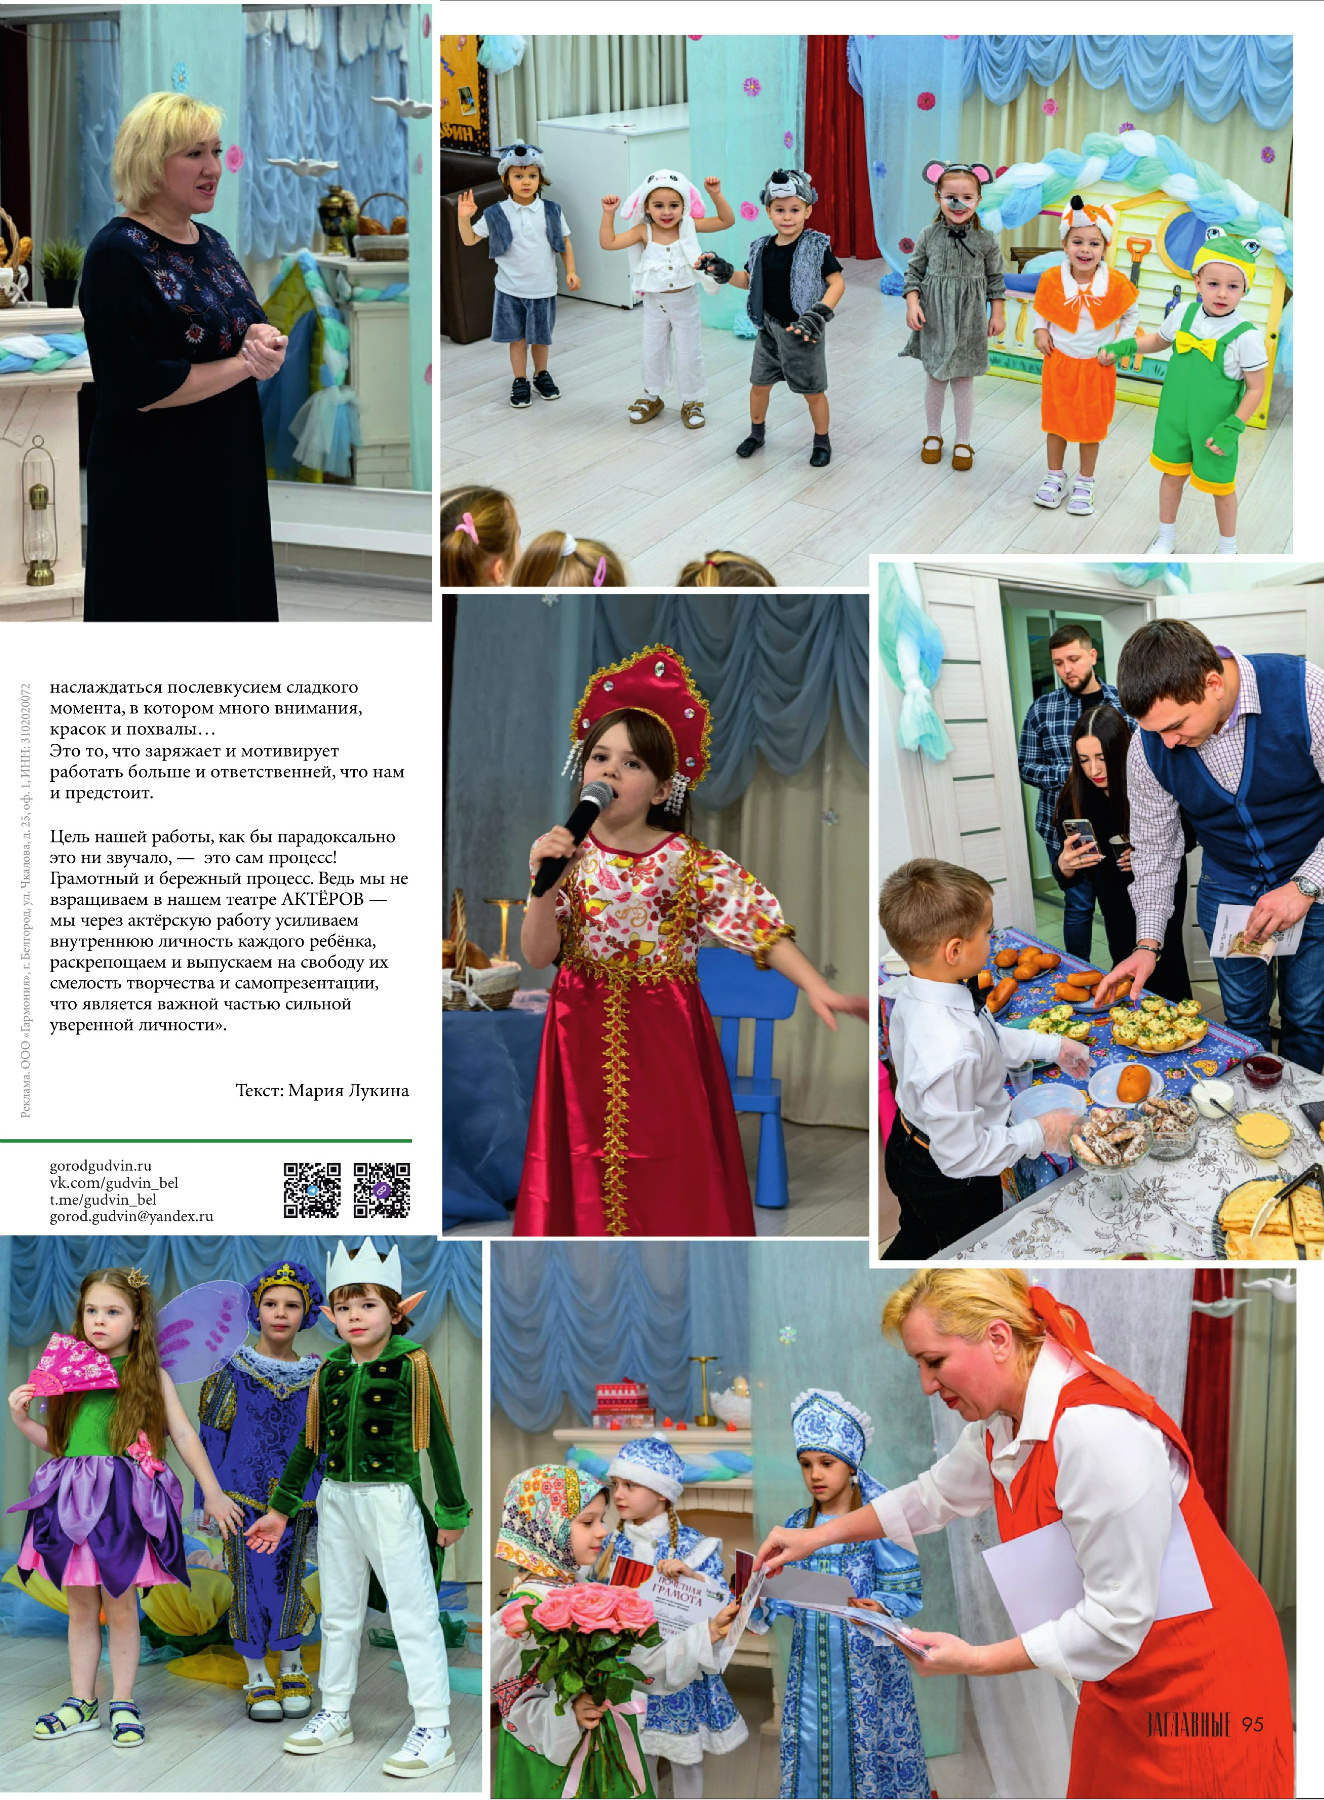 ВИН
наслаждаться послевкусием сладкого
момента, в котором много внимания,
красок и похвалы…
Это то, что заряжает и мотивирует
работать больше и ответственней, что нам
и предстоит.
Цель нашей работы, как бы парадоксально
это ни звучало, — это сам процесс!
Грамотный и бережный процесс. Ведь мы не
взращиваем в нашем театре АКТЁРОВ —
мы через актёрскую работу усиливаем
внутреннюю личность каждого ребёнка,
раскрепощаем и выпускаем на свободу их
смелость творчества и самопрезентации,
что является важной частью сильной
уверенной личности».
Текст: Мария Лукина
Реклама. ООО «Гармония», г. Белгород, ул. Чкалова, д. 25, оф. 1, ИНН: 3102020072
gorodgudvin.ru
vk.com/gudvin_bel
t.me/gudvin_bel
gorod.gudvin@yandex.ru
ПОЧЁТНАЯ
ГРАМОТА
ЗАГЛАВНЫЕ 95